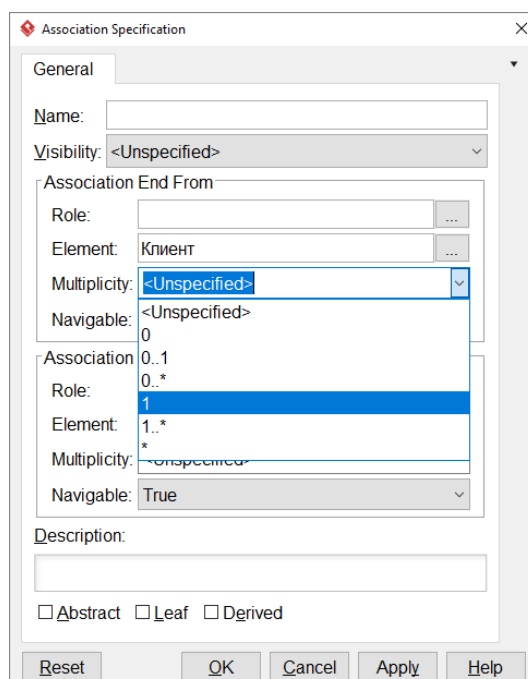 Association Specification
General
Name:
Visibility: <Unspecified>
Association End From
Role: ...
Element: Клиент ...
Multiplicity: <Unspecified>
Navigable: <Unspecified>
0
Association 0..1
0..*
Role:
1
Element: 1..*
*
Multiplicity: <Unspecified>
Navigable: True
Description:
Abstract Leaf Derived
Reset OK Cancel Apply Help